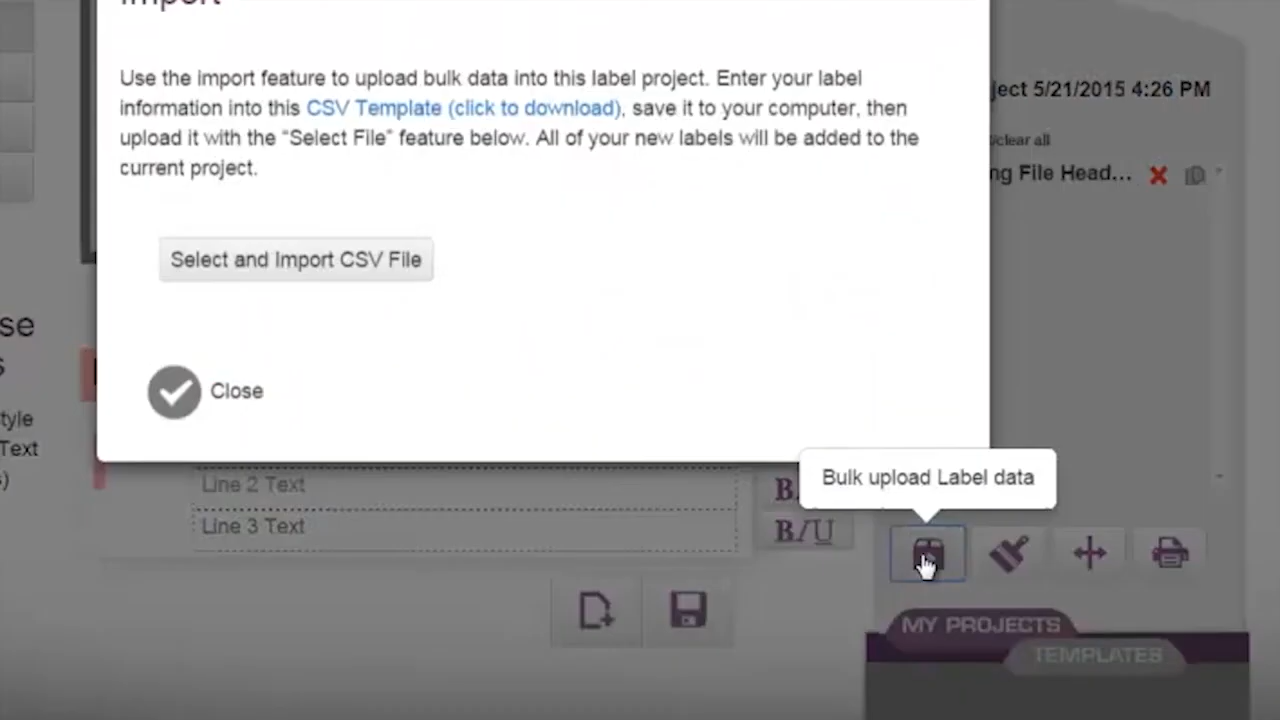 Import
Use the import feature to upload bulk data into this label project. Enter your label
information into this CSV Template (click to download), save it to your computer, then
upload it with the “Select File” feature below. All of your new labels will be added to the
current project.
Select and Import CSV File
Close
ject 5/21/2015 4:26 PM
/clear all
ng File Head...
se
s
tyle
Text
s)
Line 2 Text
B
Line 3 Text
B/U
Bulk upload Label data
MY PROJECTS
TEMPLATES